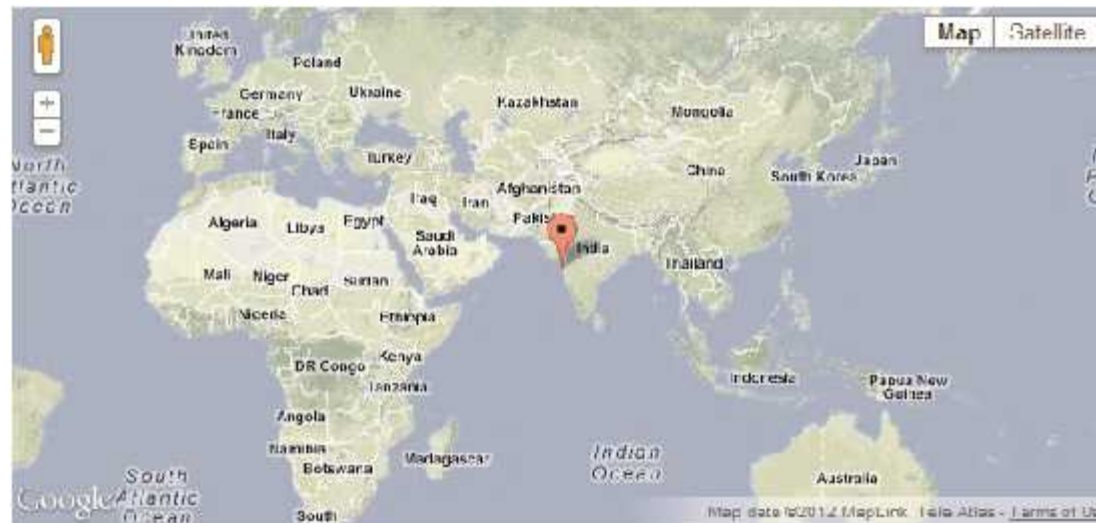 United
Kingdom
Poland
Germany
Ukraine
France
Kazakhstan
Mongolia
Spain
Italy
Turkey
North
Atlantic
Ocean
China
Japan
South Korea
Afghanistan
Iraq
Iran
Pakist
Algeria
Libya
Egypt
Saudi
Arabia
India
Thailand
Mali
Niger
Chad
Sudan
Nigeria
Ethiopia
Kenya
DR Congo
Tanzania
Indonesia
Papua New
Guinea
Angola
Namibia
Botswana
Madagascar
Indian
Ocean
Australia
South
Atlantic
Ocean
South
Map
Satellite
Google
Map data ©2012 MapLink, Tele Atlas - Terms of Us